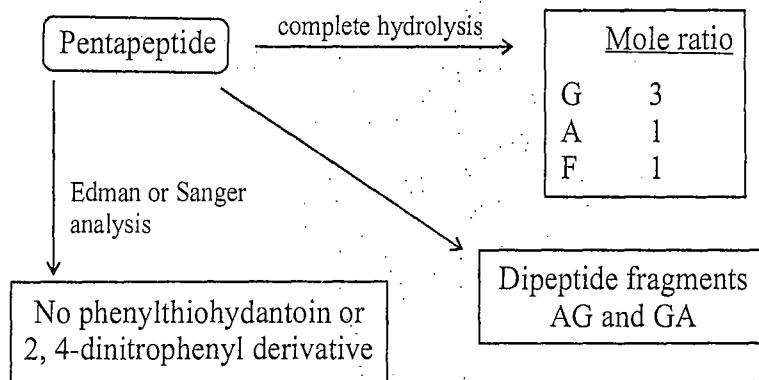 Pentapeptide
complete hydrolysis
Mole ratio
G 3
A 1
F 1
Edman or Sanger
analysis
No phenylthiohydantoin or
2, 4-dinitrophenyl derivative
Dipeptide fragments
AG and GA